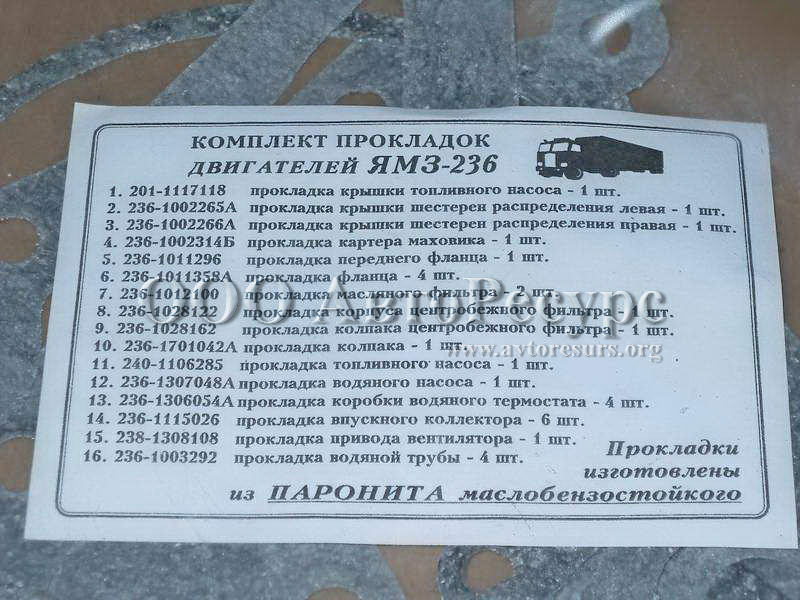 КОМПЛЕКТ ПРОКЛАДОК
ДВИГАТЕЛЕЙ ЯМЗ-236
1. 201-1117118 прокладка крышки топливного насоса - 1 шт.
2. 236-1002265А прокладка крышки шестерен распределения левая - 1 шт.
3. 236-1002266А прокладка крышки шестерен распределения правая - 1 шт.
4. 236-1002314Б прокладка картера маховика - 1 шт.
5. 236-1011296 прокладка переднего фланца - 1 шт.
6. 236-1011358А прокладка фланца - 4 шт.
7. 236-1012100 прокладка масляного фильтра - 2 шт.
ООО АвтоРесурс
8. 236-1028122 прокладка корпуса центробежного фильтра - 1 шт.
9. 236-1028162 прокладка колпака центробежного фильтра - 1 шт.
10. 236-1701042А прокладка колпака - 1 шт.
www.avtoresurs.org
11. 240-1106285 прокладка топливного насоса - 1 шт.
12. 236-1307048А прокладка водяного насоса - 1 шт.
13. 236-1306054А прокладка коробки водяного термостата - 4 шт.
14. 236-1115026 прокладка впускного коллектора - 6 шт.
15. 238-1308108 прокладка привода вентилятора - 1 шт.
16. 236-1003292 прокладка водяной трубы - 4 шт.
Прокладки
изготовлены
из ПАРОНИТА маслобензостойкого